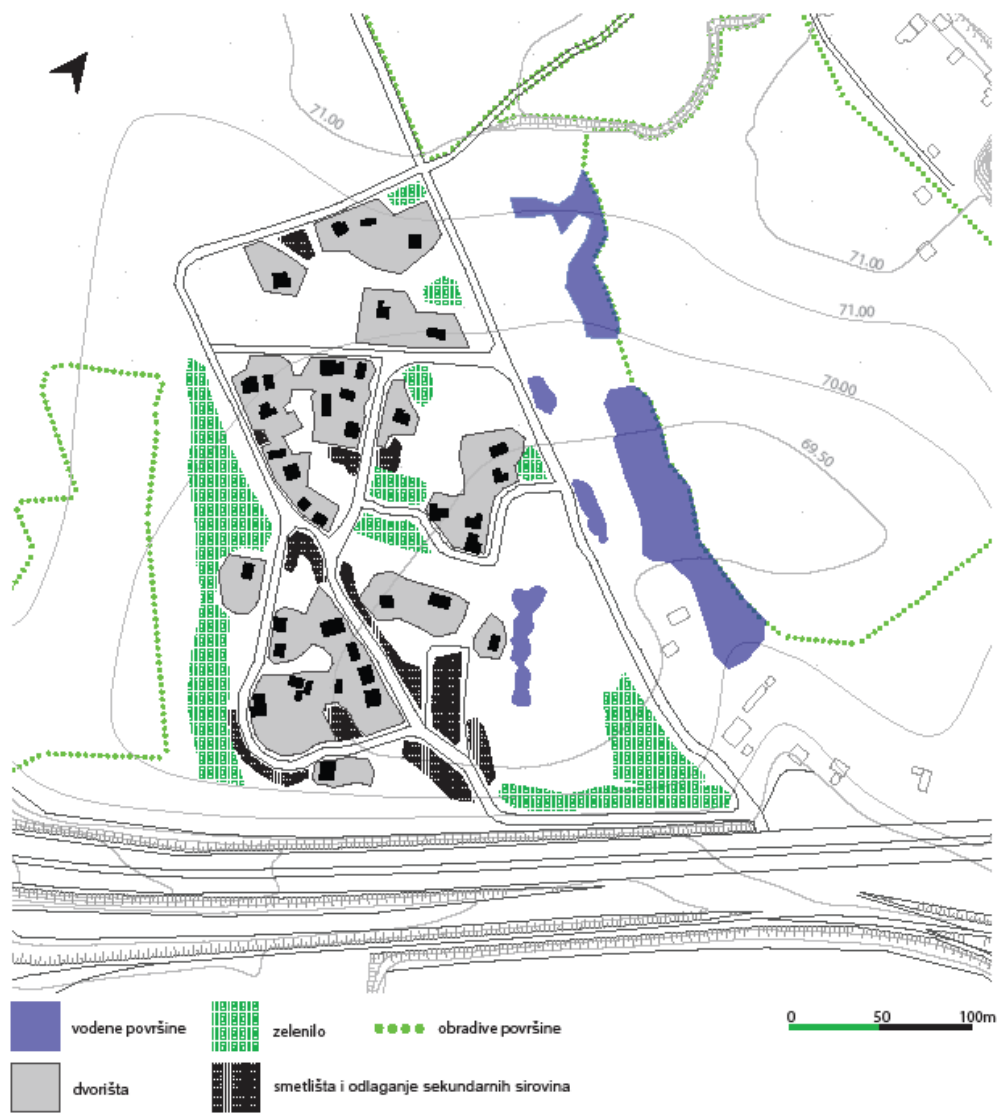 71.00
71.00
71.00
70.00
69.50
vodene površine
zelenilo
obradive površine
0 50 100m
dvorišta
smetlišta i odlaganje sekundarnih sirovina